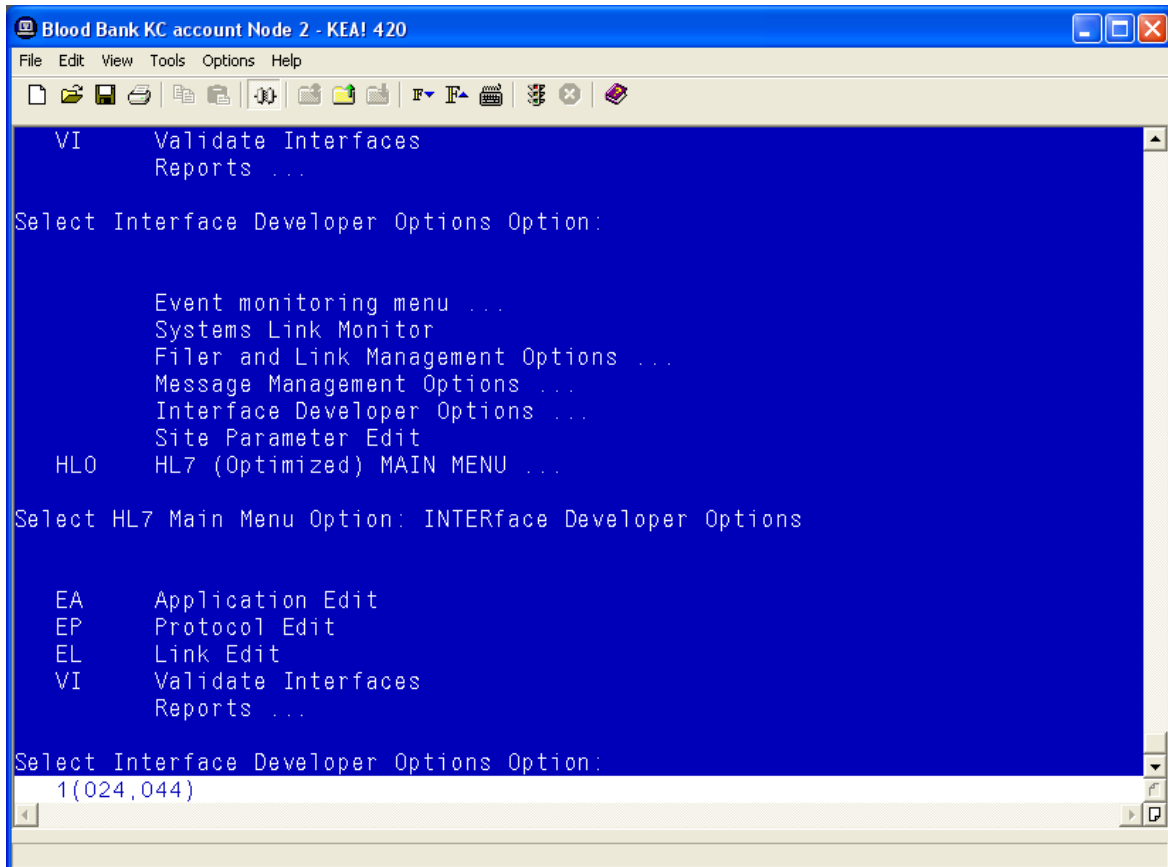 Blood Bank KC account Node 2 - KEA! 420
File Edit View Tools Options Help
VI Validate Interfaces
Reports ...
Select Interface Developer Options Option:
Event monitoring menu ...
Systems Link Monitor
Filer and Link Management Options ...
Message Management Options ...
Interface Developer Options ...
Site Parameter Edit
HLO HL7 (Optimized) MAIN MENU ...
Select HL7 Main Menu Option: INTERface Developer Options
EA Application Edit
EP Protocol Edit
EL Link Edit
VI Validate Interfaces
Reports ...
Select Interface Developer Options Option:
1(024,044)